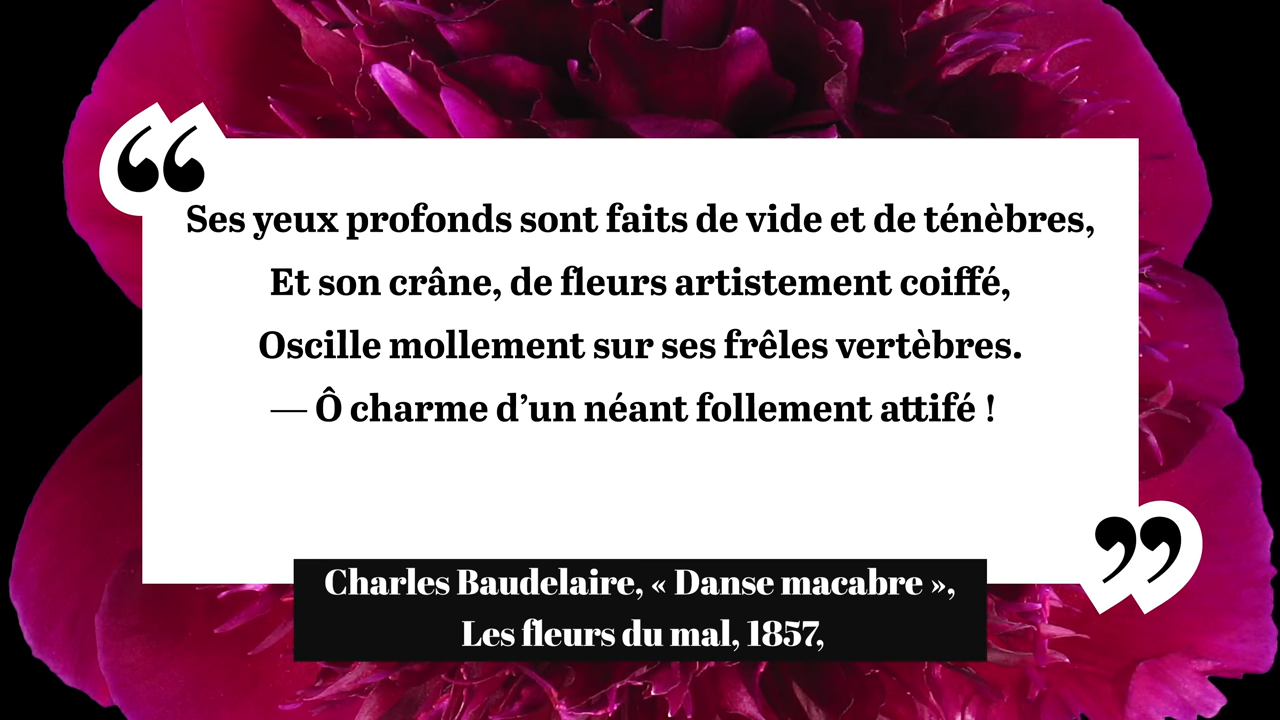 “
Ses yeux profonds sont faits de vide et de ténèbres,
Et son crâne, de fleurs artistement coiffé,
Oscille mollement sur ses frêles vertèbres.
— Ô charme d’un néant follement attifé !
”
Charles Baudelaire, « Danse macabre »,
Les fleurs du mal, 1857,